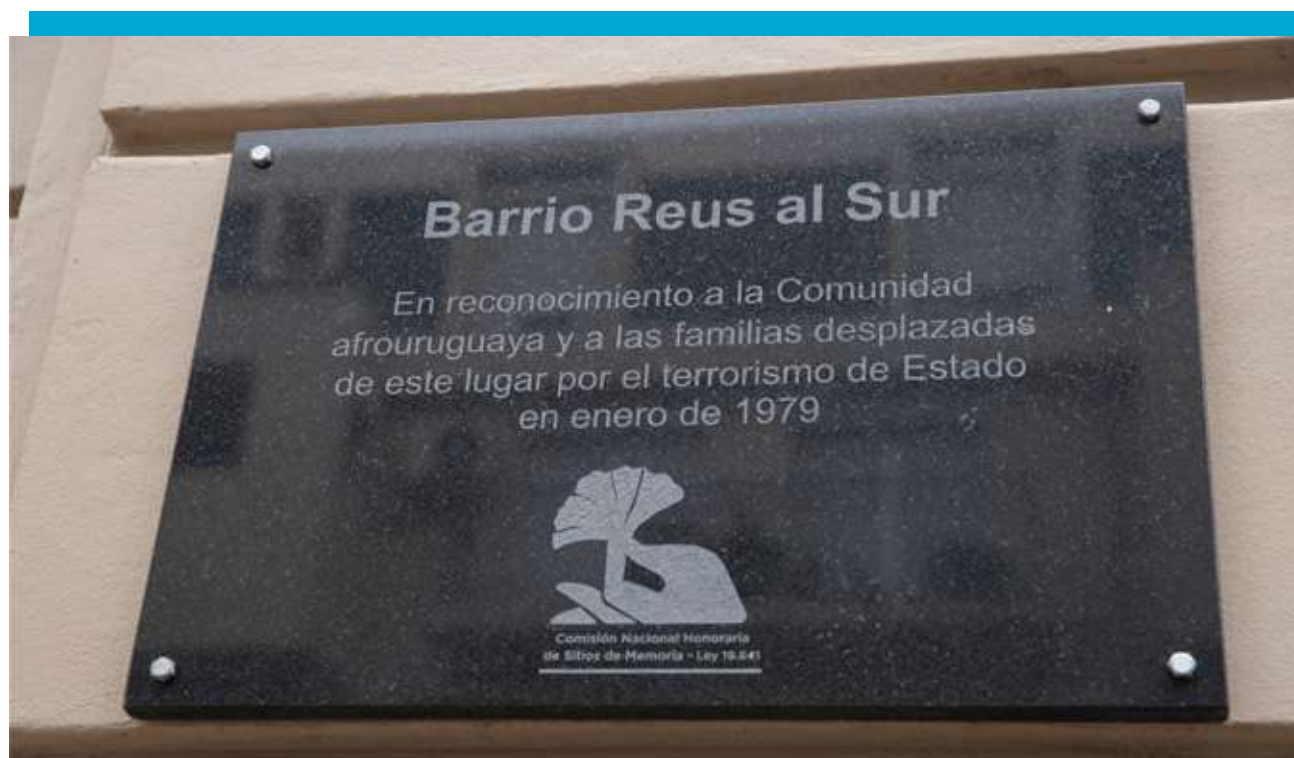 Barrio Reus al Sur
En reconocimiento a la Comunidad
afrouruguaya y a las familias desplazadas
de este lugar por el terrorismo de Estado
en enero de 1979
Comisión Nacional Honoraria
de Sitios de Memoria - Ley 19.641